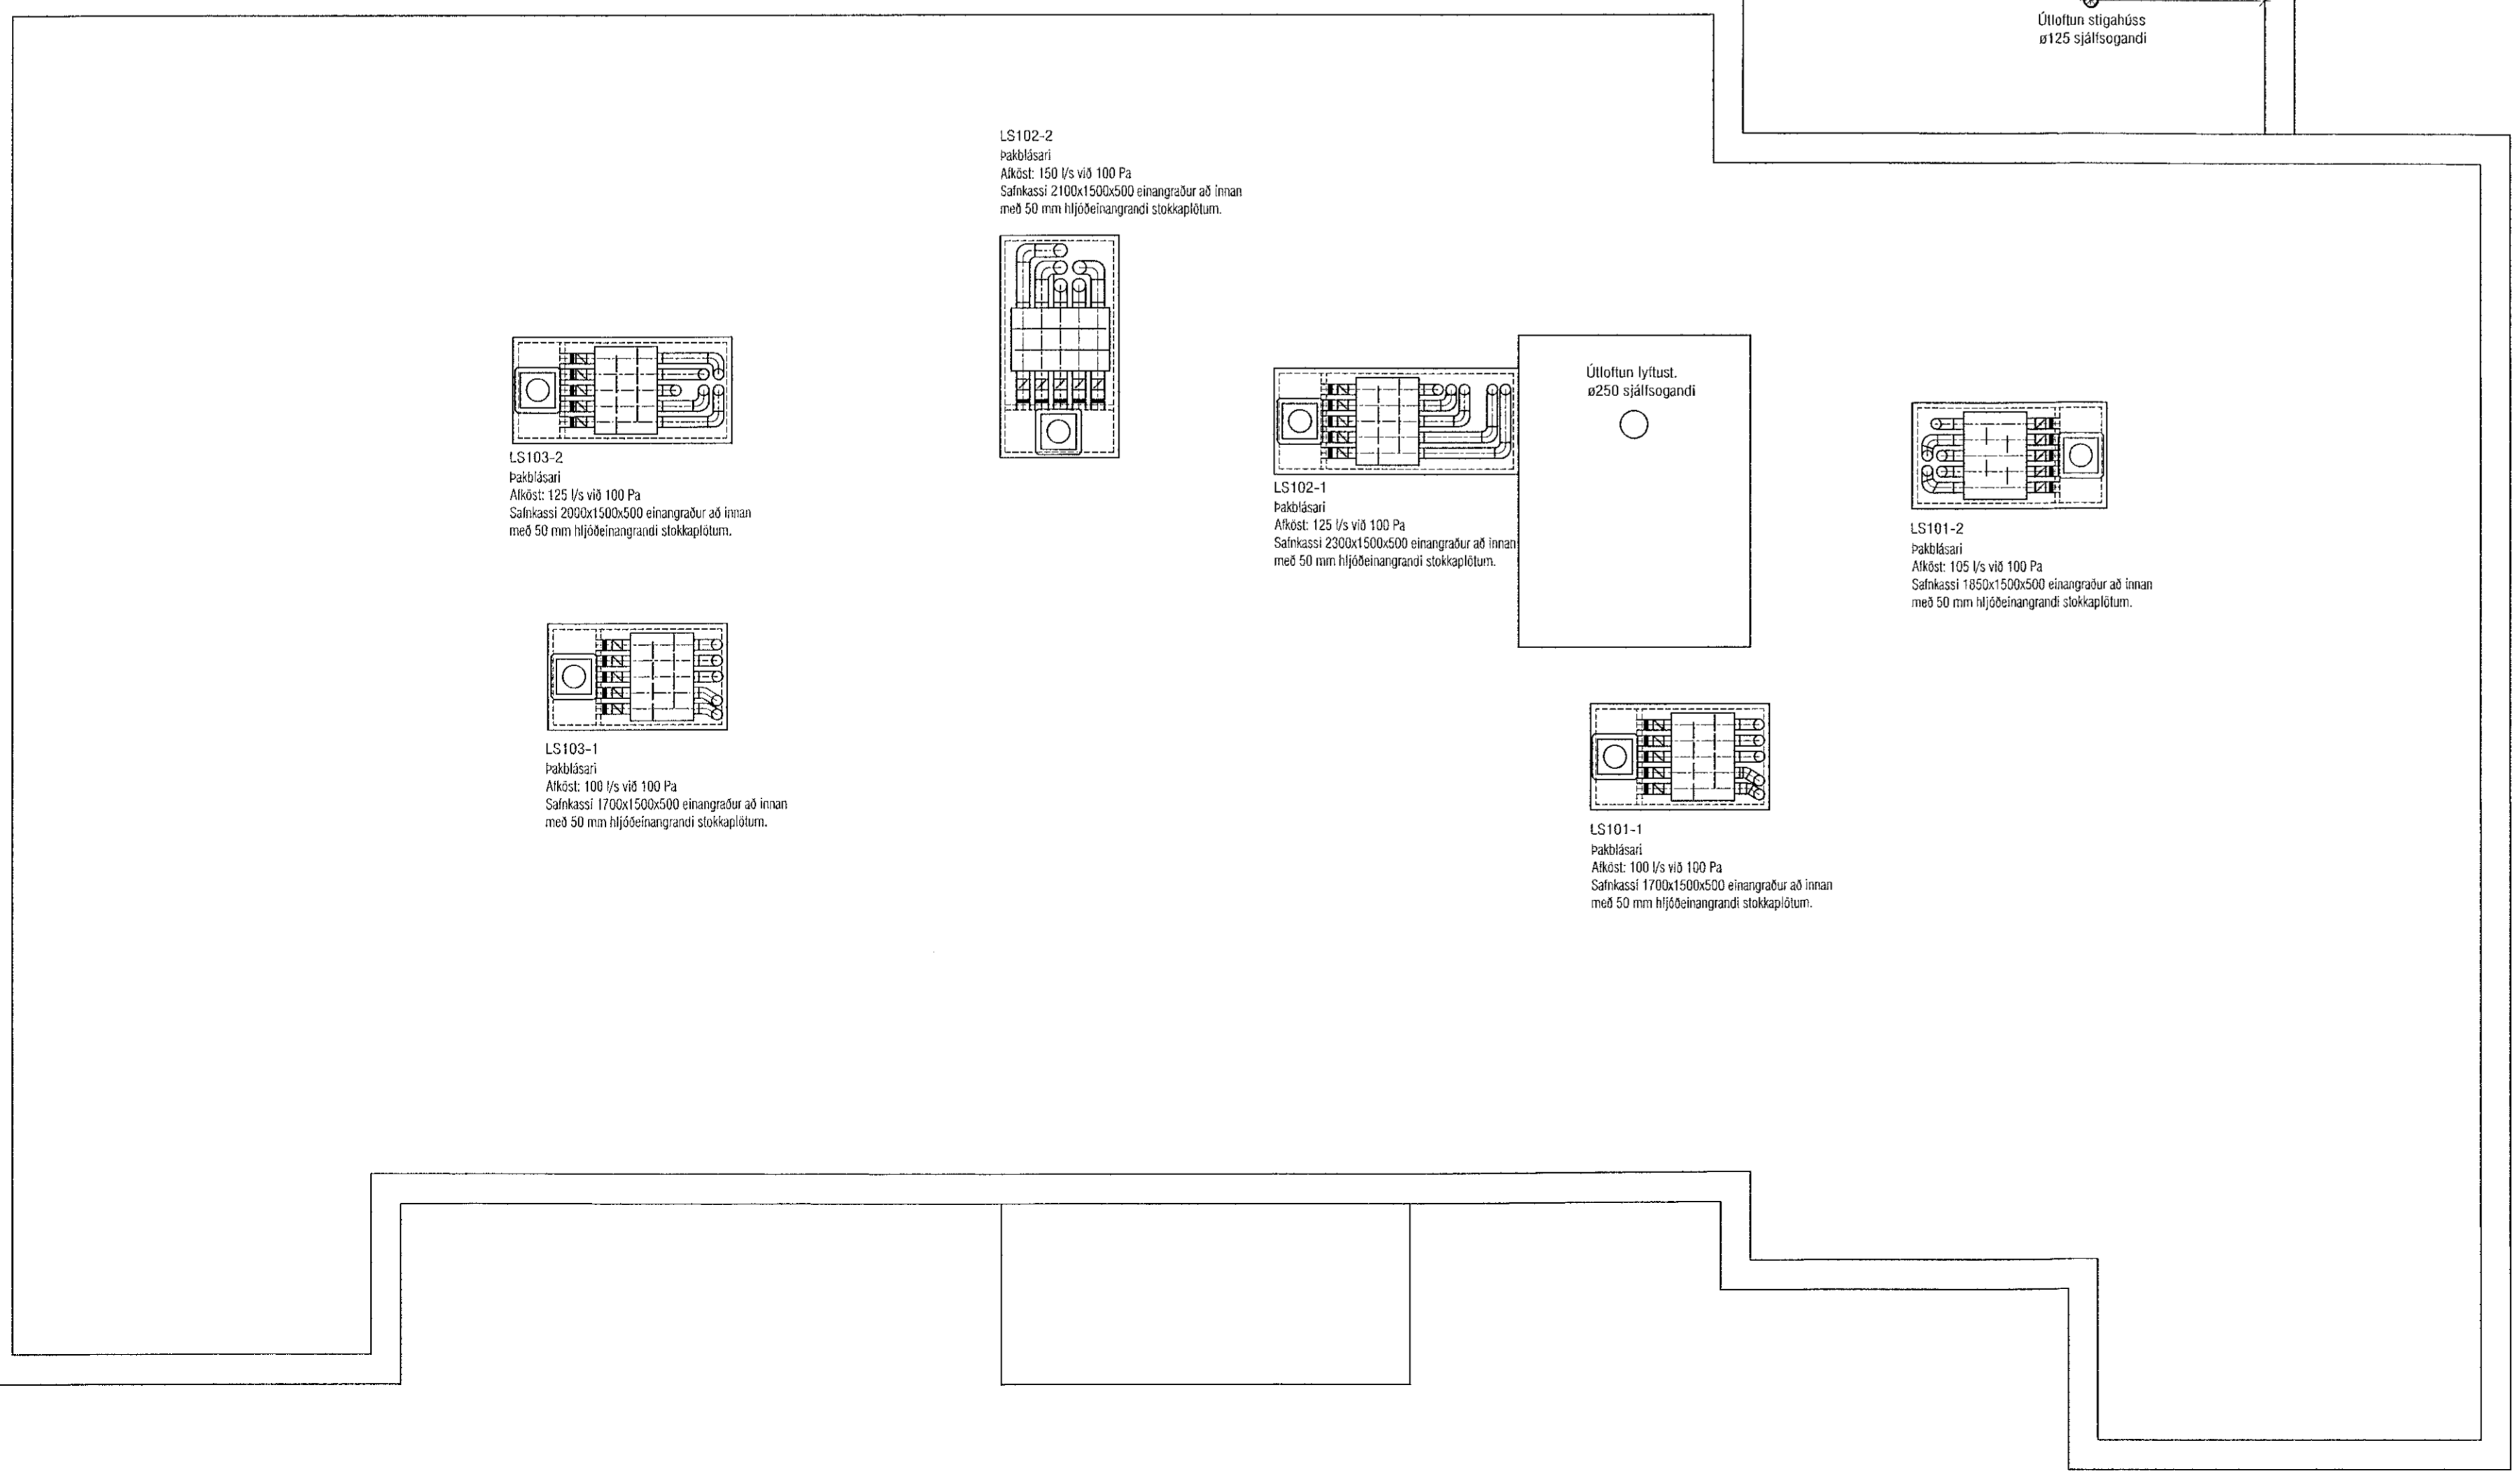 Útloftun stigahúss
ø125 sjálfsogandi
LS102-2
Þakblásari
Afköst: 150 l/s við 100 Pa
Safnkassi 2100x1500x500 einangraður að innan
með 50 mm hljóðeinangrandi stokkaplötum.
LS103-2
Þakblásari
Afköst: 125 l/s við 100 Pa
Safnkassi 2000x1500x500 einangraður að innan
með 50 mm hljóðeinangrandi stokkaplötum.
LS102-1
Þakblásari
Afköst: 125 l/s við 100 Pa
Safnkassi 2300x1500x500 einangraður að innan
með 50 mm hljóðeinangrandi stokkaplötum.
Útloftun lyftust.
ø250 sjálfsogandi
LS101-2
Þakblásari
Afköst: 105 l/s við 100 Pa
Safnkassi 1850x1500x500 einangraður að innan
með 50 mm hljóðeinangrandi stokkaplötum.
LS103-1
Þakblásari
Afköst: 100 l/s við 100 Pa
Safnkassi 1700x1500x500 einangraður að innan
með 50 mm hljóðeinangrandi stokkaplötum.
LS101-1
Þakblásari
Afköst: 100 l/s við 100 Pa
Safnkassi 1700x1500x500 einangraður að innan
með 50 mm hljóðeinangrandi stokkaplötum.